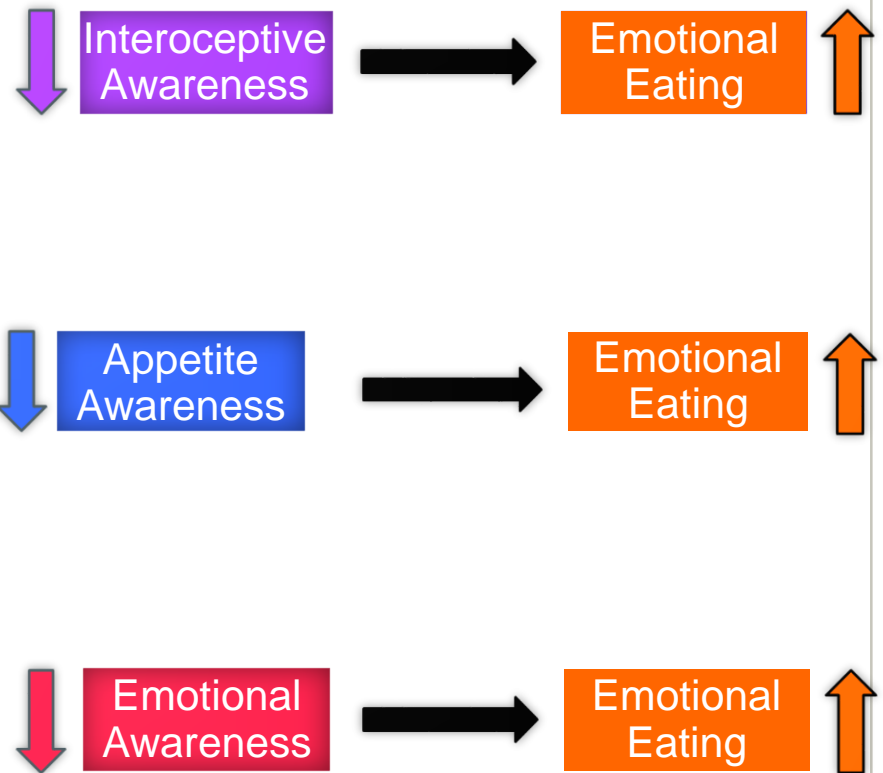 Interoceptive
Awareness
Emotional
Eating
Appetite
Awareness
Emotional
Eating
Emotional
Awareness
Emotional
Eating